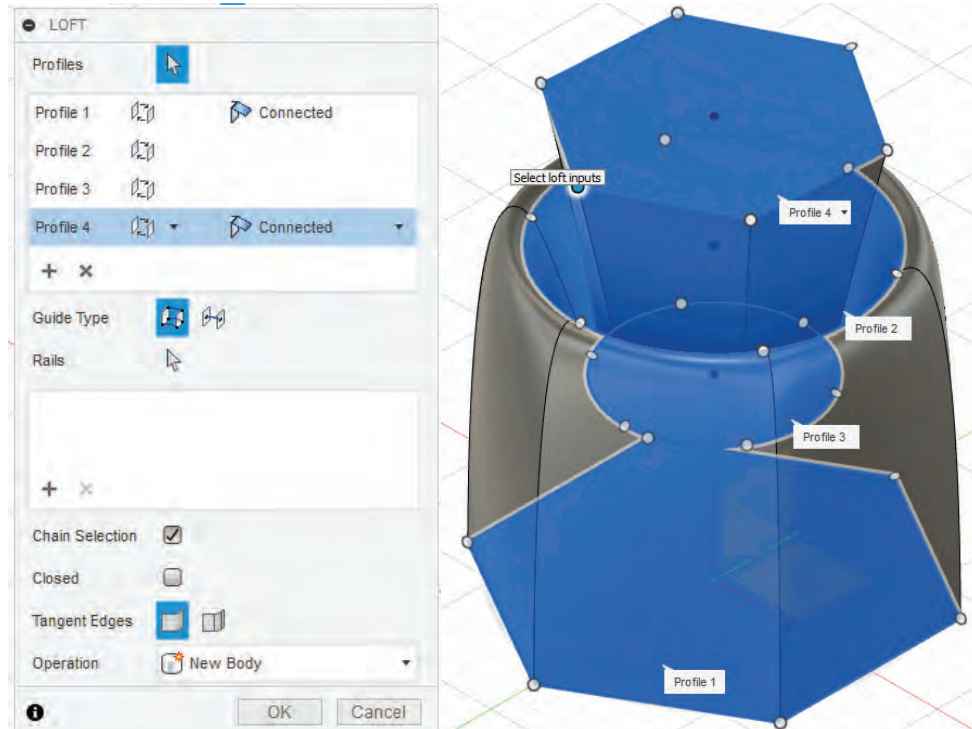 LOFT
Profiles
Profile 1 Connected
Profile 2
Profile 3
Profile 4 Connected
Guide Type
Rails
Chain Selection
Closed
Tangent Edges
Operation New Body
OK Cancel
Select loft inputs
Profile 4
Profile 2
Profile 3
Profile 1